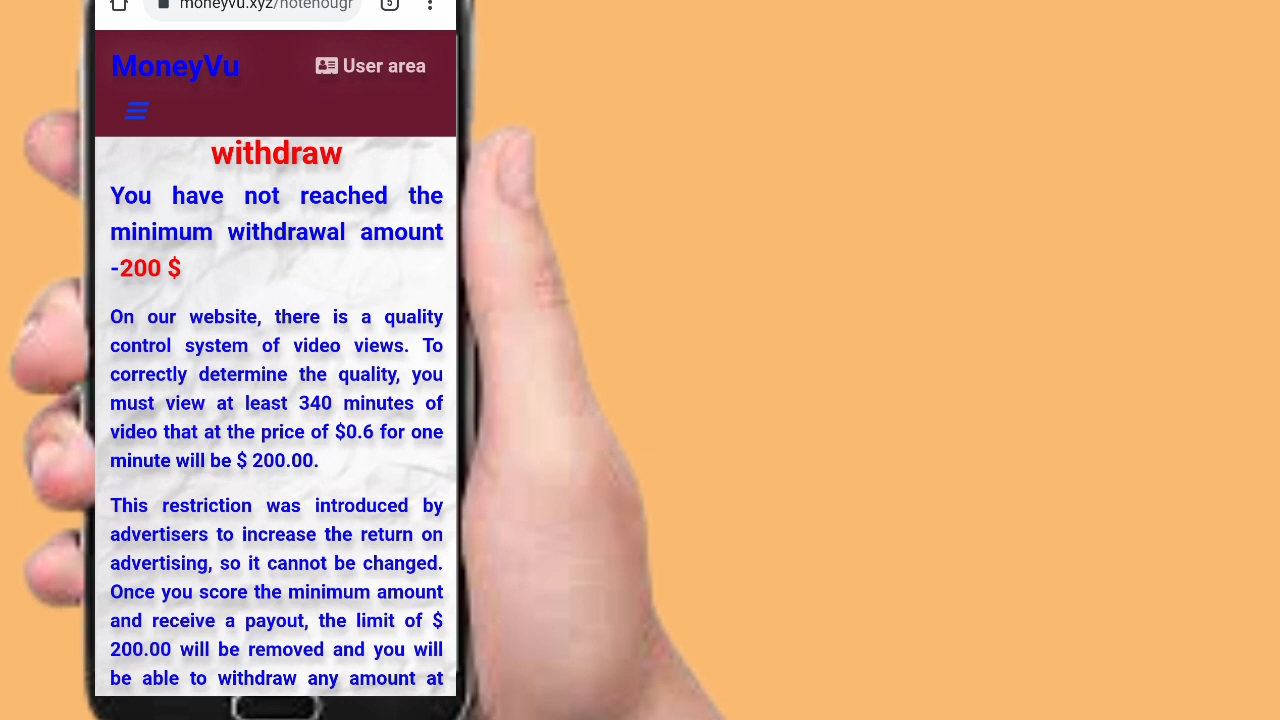 moneyvu.xyz/notenougr
5
MoneyVu
User area
withdraw
You have not reached the
minimum withdrawal amount
-200 $
On our website, there is a quality
control system of video views. To
correctly determine the quality, you
must view at least 340 minutes of
video that at the price of $0.6 for one
minute will be $ 200.00.
This restriction was introduced by
advertisers to increase the return on
advertising, so it cannot be changed.
Once you score the minimum amount
and receive a payout, the limit of $
200.00 will be removed and you will
be able to withdraw any amount at